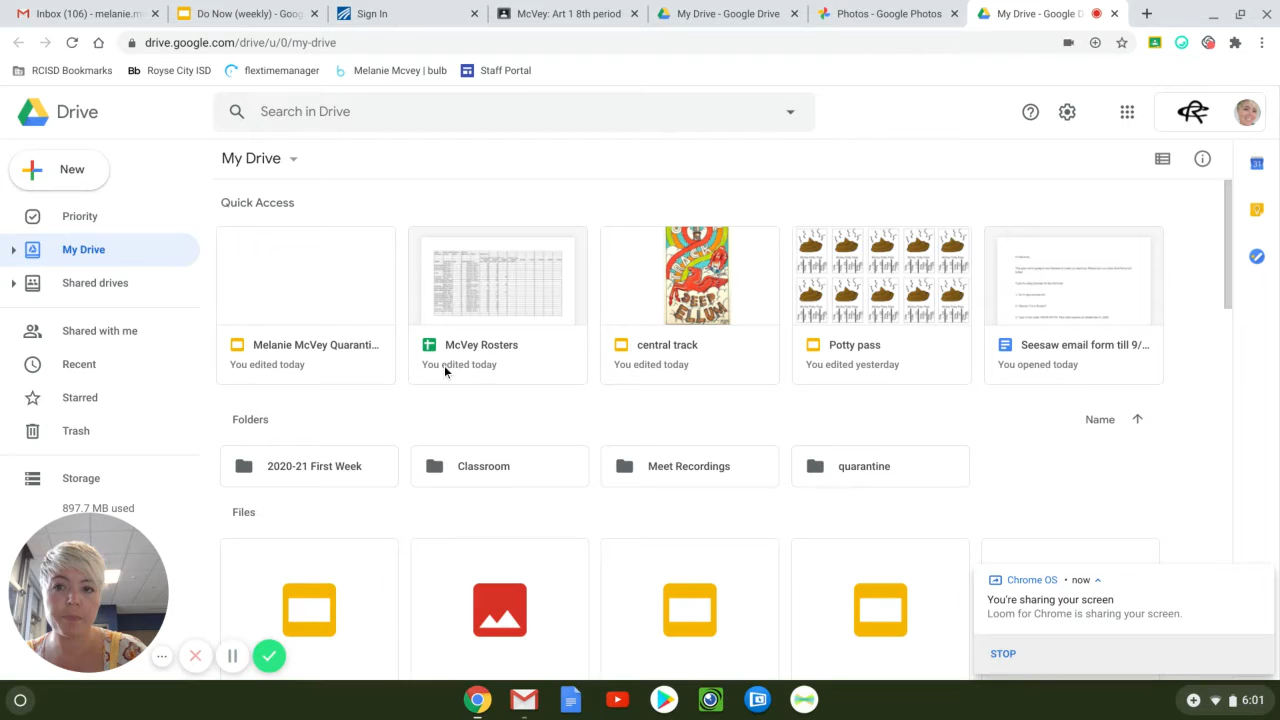 Inbox (106) - melanie.m
Do Now (weekly) - Goog
Sign In
McVey: Art 1 8th period
My Drive - Google Drive
Photos - Google Photos
My Drive - Google D
drive.google.com/drive/u/0/my-drive
RCISD Bookmarks
Bb Royse City ISD
flextimemanager
b Melanie Mcvey | bulb
Staff Portal
Drive
Search in Drive
New
My Drive
Priority
My Drive
Shared drives
Shared with me
Recent
Starred
Trash
Storage
897.7 MB used
Quick Access
DEEP ELLUM
Melanie McVey Quaranti...
You edited today
McVey Rosters
You edited today
central track
You edited today
Potty pass
You edited yesterday
Seesaw email form till 9/...
You opened today
Folders
Name
2020-21 First Week
Classroom
Meet Recordings
quarantine
Files
Chrome OS • now
You're sharing your screen
Loom for Chrome is sharing your screen.
STOP
31
6:01